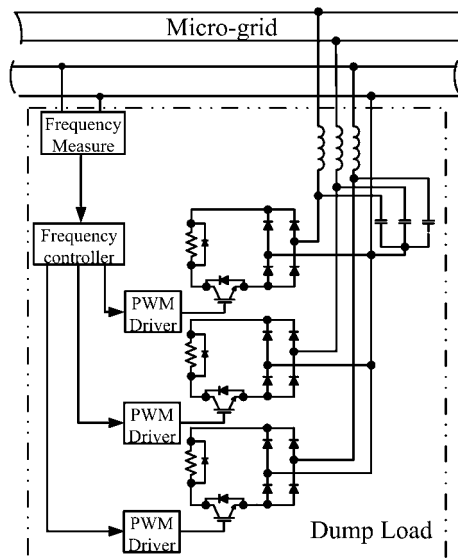 Micro-grid
Frequency
Measure
Frequency
controller
PWM
Driver
PWM
Driver
PWM
Driver
Dump Load